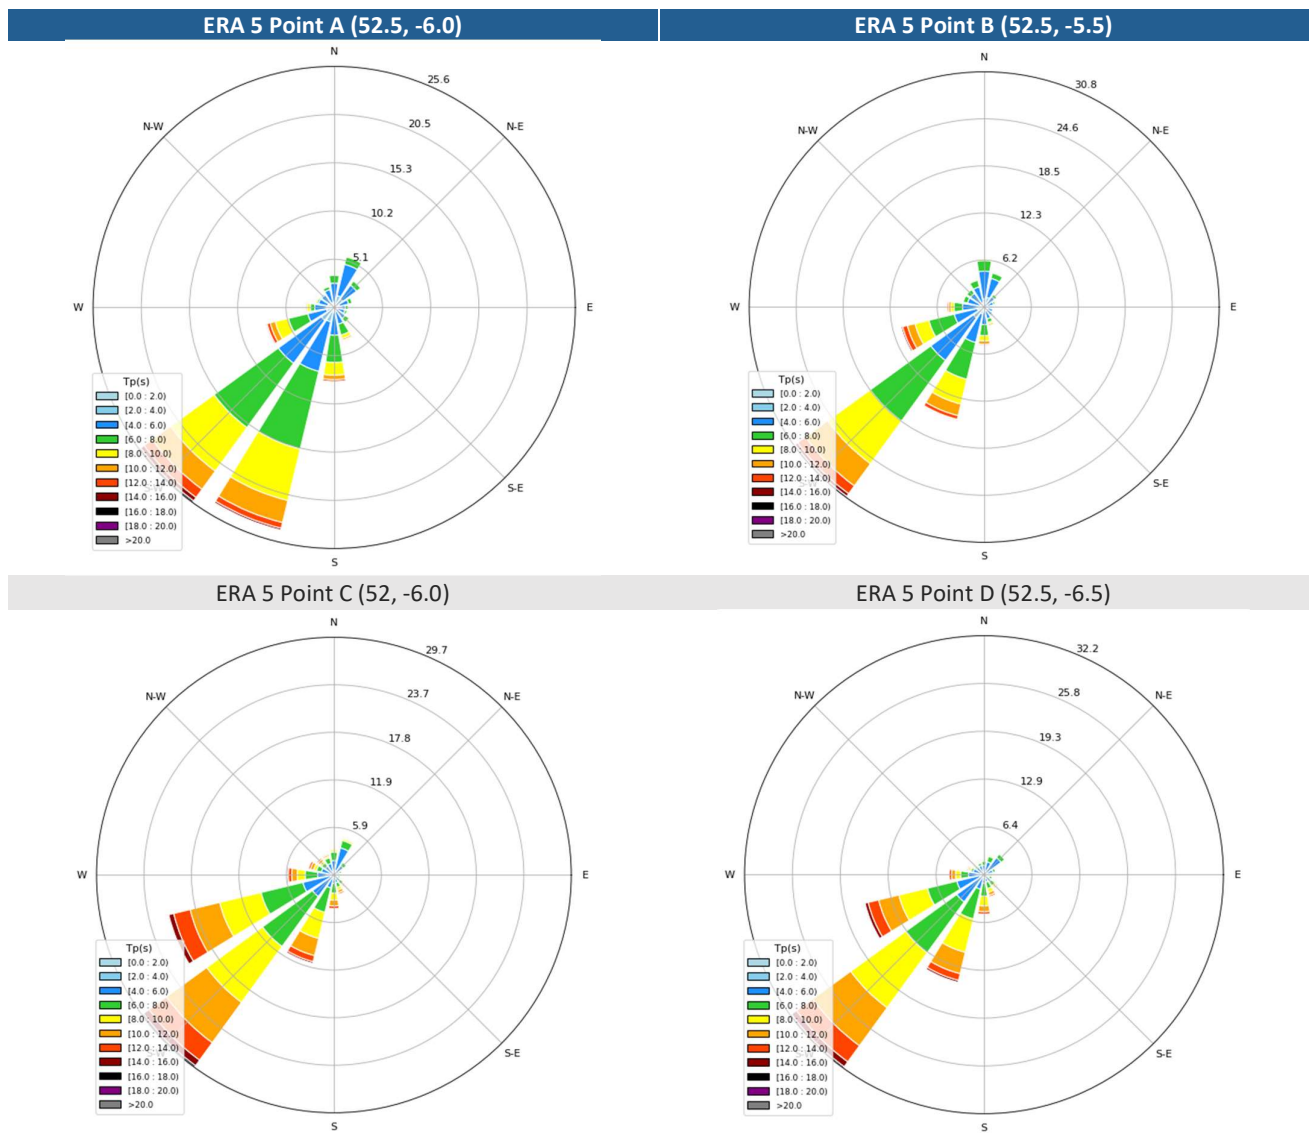 ERA 5 Point A (52.5, -6.0)
ERA 5 Point B (52.5, -5.5)
N
25.6
20.5
15.3
10.2
5.1
N-W
N-E
W
E
S-E
S
Tp(s)
[0.0 : 2.0)
[2.0 : 4.0)
[4.0 : 6.0)
[6.0 : 8.0)
[8.0 : 10.0)
[10.0 : 12.0)
[12.0 : 14.0)
[14.0 : 16.0)
[16.0 : 18.0)
[18.0 : 20.0)
>20.0
N
30.8
24.6
18.5
12.3
6.2
N-W
N-E
W
E
S-E
S
Tp(s)
[0.0 : 2.0)
[2.0 : 4.0)
[4.0 : 6.0)
[6.0 : 8.0)
[8.0 : 10.0)
[10.0 : 12.0)
[12.0 : 14.0)
[14.0 : 16.0)
[16.0 : 18.0)
[18.0 : 20.0)
>20.0
ERA 5 Point C (52, -6.0)
ERA 5 Point D (52.5, -6.5)
N
29.7
23.7
17.8
11.9
5.9
N-W
N-E
W
E
S-E
S
Tp(s)
[0.0 : 2.0)
[2.0 : 4.0)
[4.0 : 6.0)
[6.0 : 8.0)
[8.0 : 10.0)
[10.0 : 12.0)
[12.0 : 14.0)
[14.0 : 16.0)
[16.0 : 18.0)
[18.0 : 20.0)
>20.0
N
32.2
25.8
19.3
12.9
6.4
N-W
N-E
W
E
S-E
S
Tp(s)
[0.0 : 2.0)
[2.0 : 4.0)
[4.0 : 6.0)
[6.0 : 8.0)
[8.0 : 10.0)
[10.0 : 12.0)
[12.0 : 14.0)
[14.0 : 16.0)
[16.0 : 18.0)
[18.0 : 20.0)
>20.0